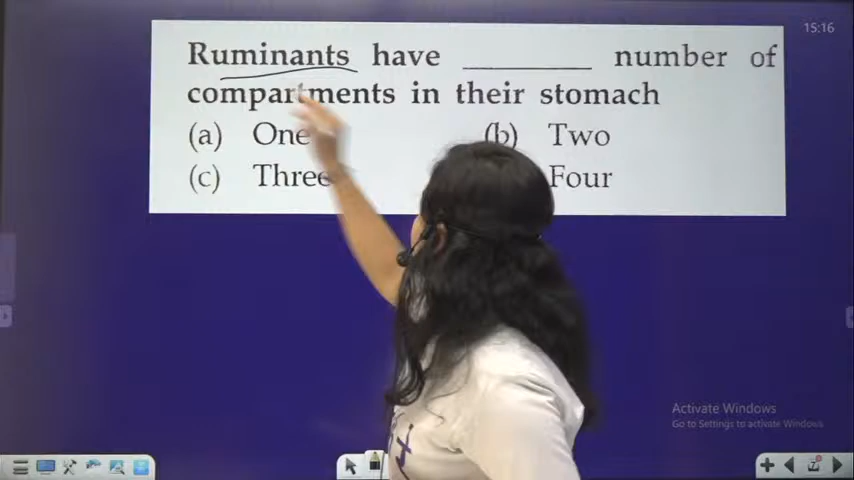 15:16
Ruminants have ________ number of
compartments in their stomach
(a) One (b) Two
(c) Three Four
Activate Windows
Go to Settings to activate Windows.